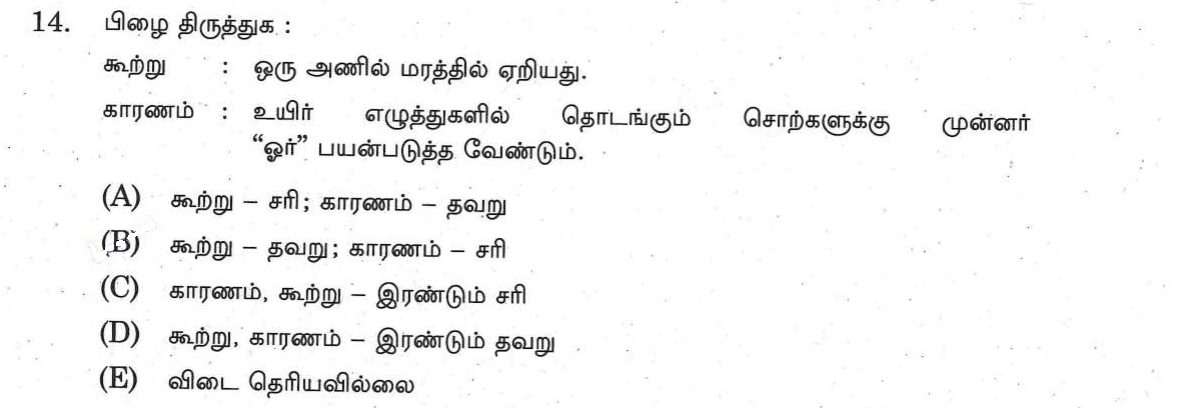 14. பிழை திருத்துக :
கூற்று : ஒரு அணில் மரத்தில் ஏறியது.
காரணம் : உயிர் எழுத்துகளில் தொடங்கும் சொற்களுக்கு முன்னர்
“ஓர்” பயன்படுத்த வேண்டும்.
(A) கூற்று – சரி; காரணம் – தவறு
(B) கூற்று – தவறு; காரணம் – சரி
(C) காரணம், கூற்று – இரண்டும் சரி
(D) கூற்று, காரணம் – இரண்டும் தவறு
(E) விடை தெரியவில்லை